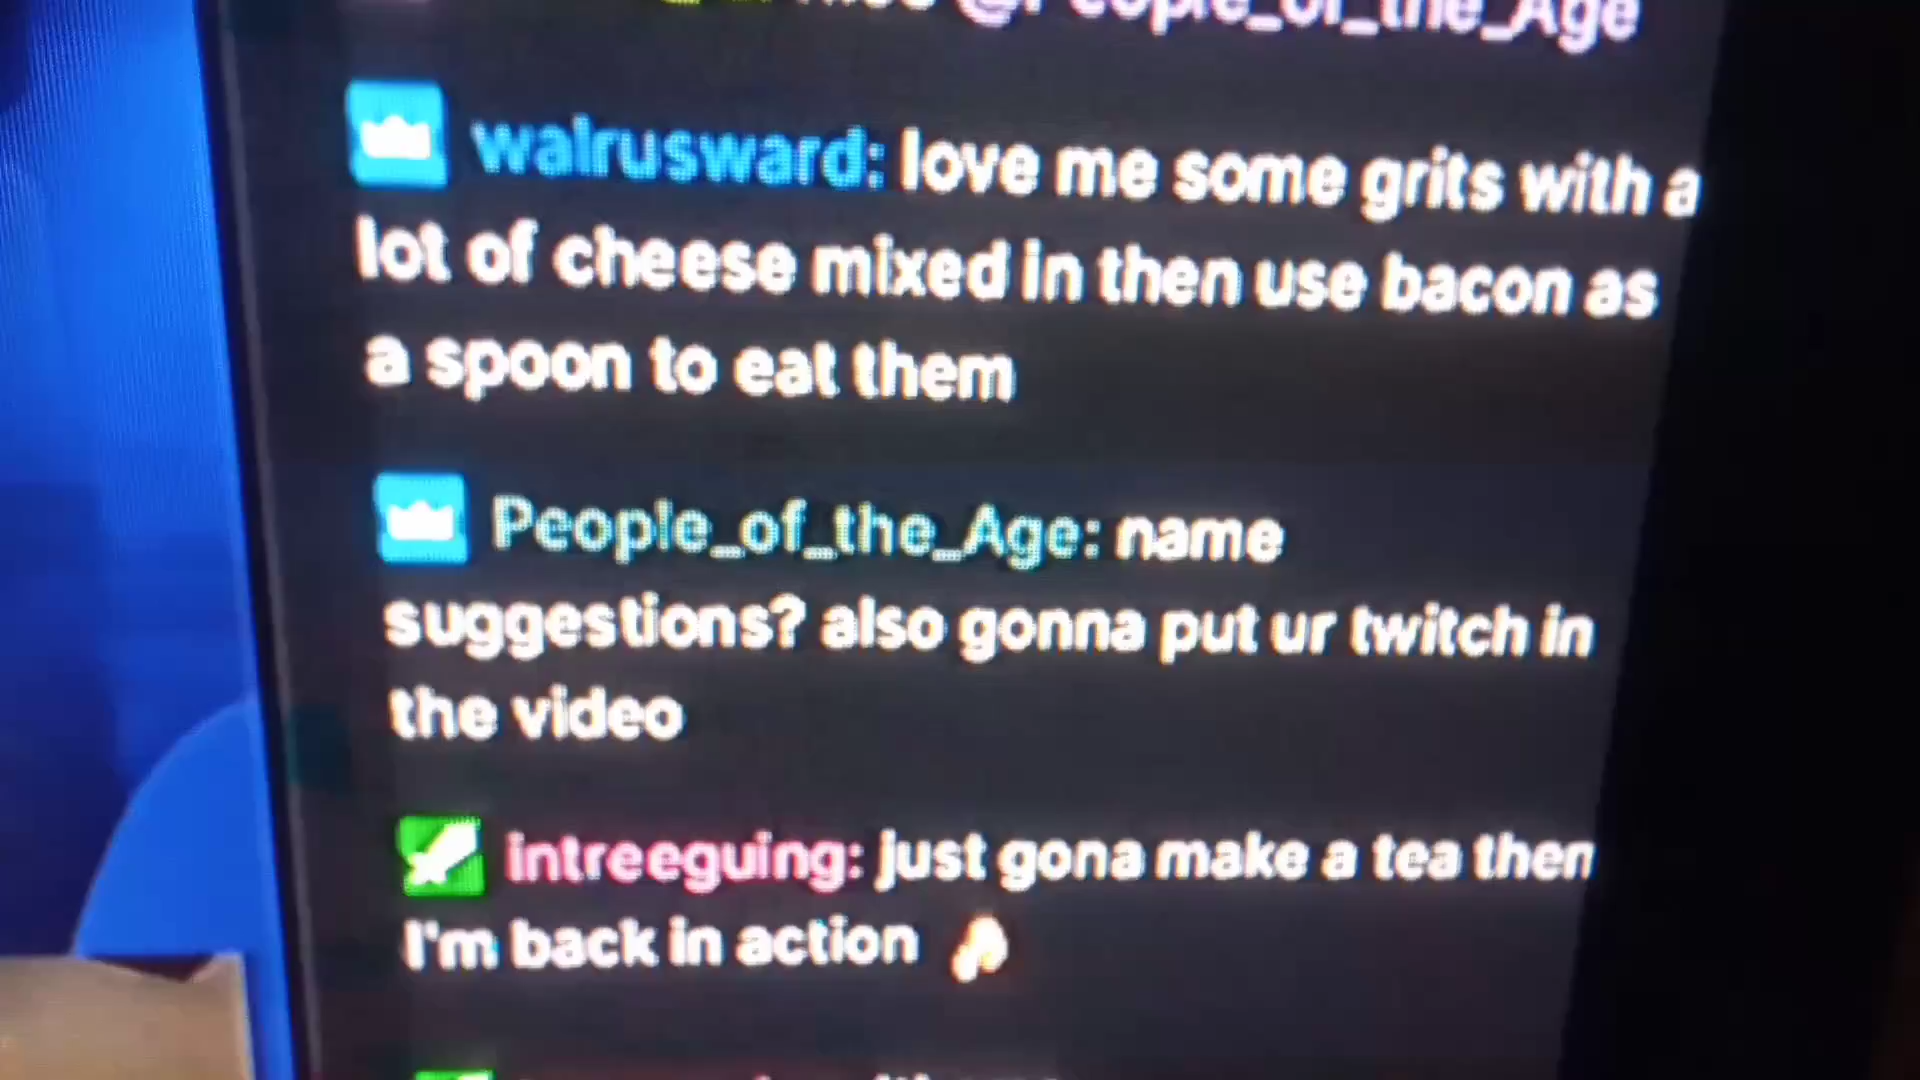 @People_of_the_Age
walrusward: love me some grits with a
lot of cheese mixed in then use bacon as
a spoon to eat them
People_of_the_Age: name
suggestions? also gonna put ur twitch in
the video
intreeguing: just gona make a tea then
I'm back in action